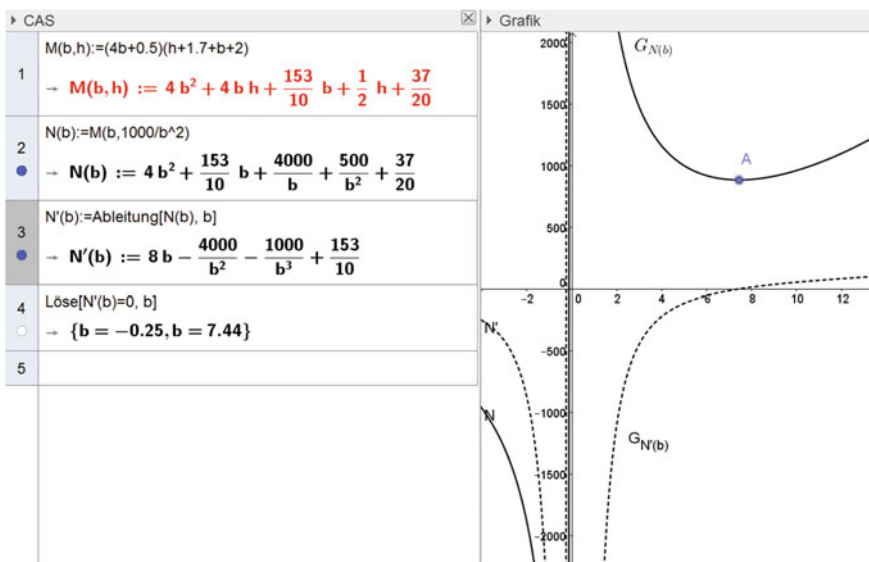 CAS
1
M(b,h):=(4b+0.5)(h+1.7+b+2)
→ M(b,h) := 4 b² + 4 b h + 153/10 b + 1/2 h + 37/20
2
N(b):=M(b,1000/b^2)
→ N(b) := 4 b² + 153/10 b + 4000/b + 500/b² + 37/20
3
N'(b):=Ableitung[N(b), b]
→ N′(b) := 8 b − 4000/b² − 1000/b³ + 153/10
4
Löse[N'(b)=0, b]
→ {b = −0.25, b = 7.44}
5
Grafik
2000
G_N(b)
1500
A
1000
500
0
-2 0 2 4 6 8 10 12
N'
-500
N
-1000
G_N'(b)
-1500
-2000